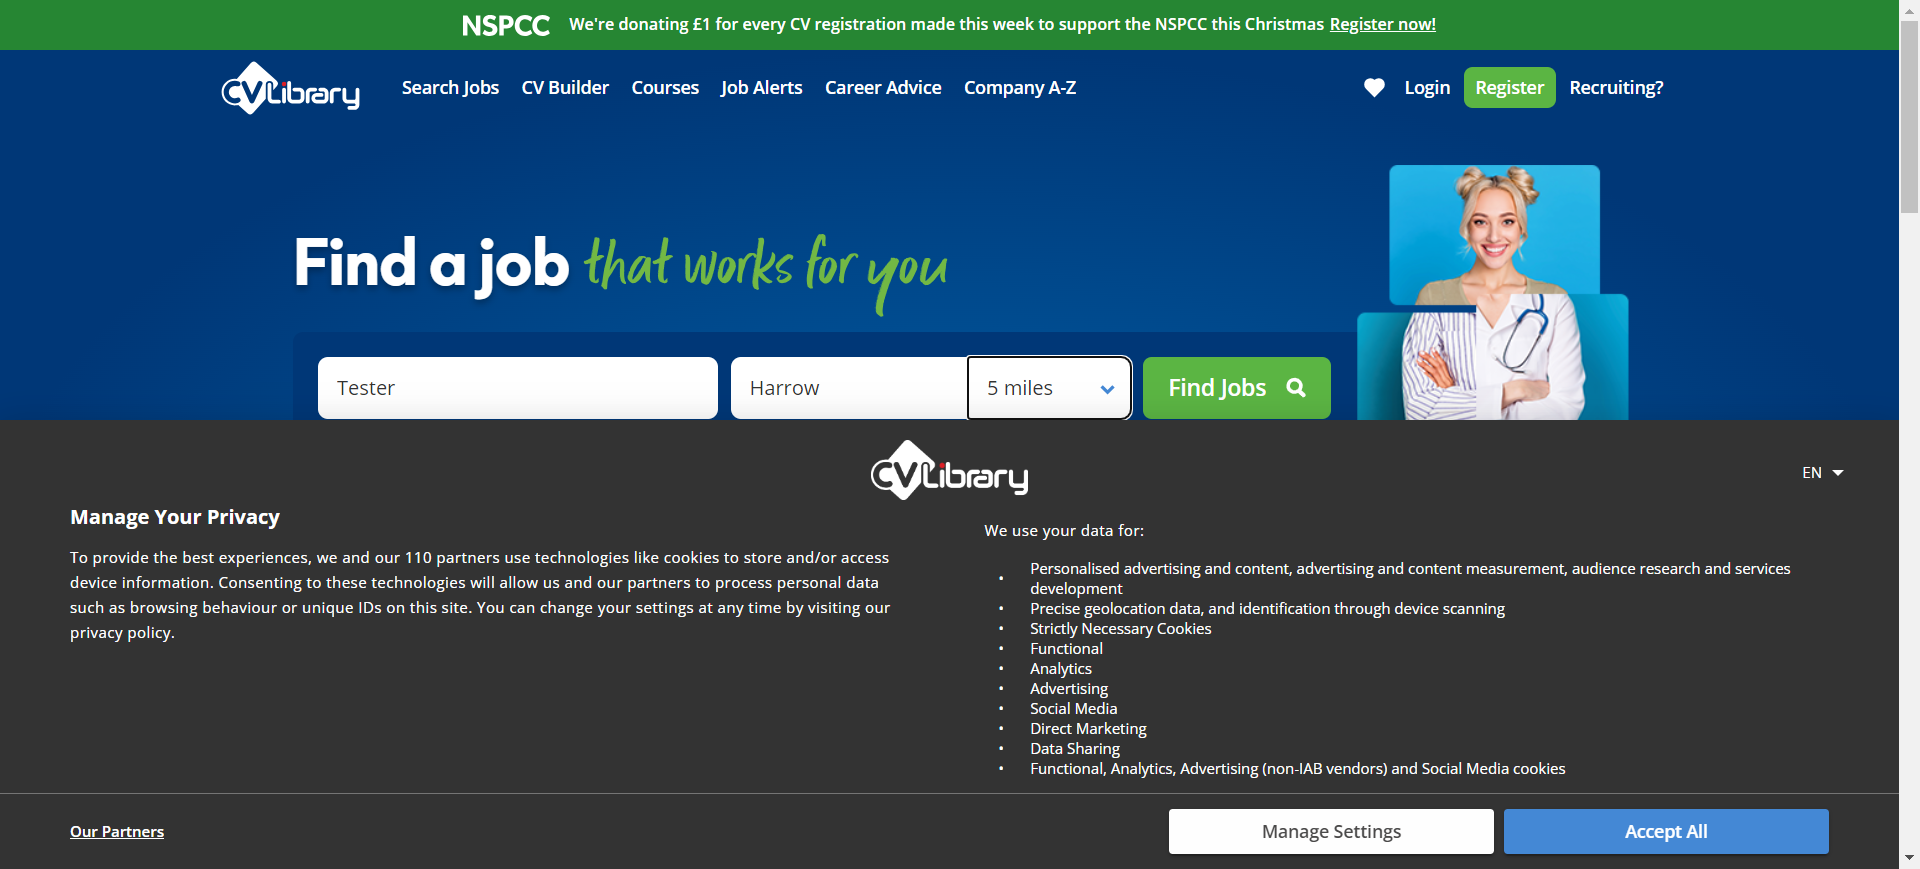 NSPCC We're donating £1 for every CV registration made this week to support the NSPCC this Christmas Register now!
CVLibrary Search Jobs CV Builder Courses Job Alerts Career Advice Company A-Z Login Register Recruiting?
Find a job that works for you
Tester Harrow 5 miles Find Jobs
CVLibrary
EN
Manage Your Privacy
To provide the best experiences, we and our 110 partners use technologies like cookies to store and/or access
device information. Consenting to these technologies will allow us and our partners to process personal data
such as browsing behaviour or unique IDs on this site. You can change your settings at any time by visiting our
privacy policy.
We use your data for:
• Personalised advertising and content, advertising and content measurement, audience research and services
development
• Precise geolocation data, and identification through device scanning
• Strictly Necessary Cookies
• Functional
• Analytics
• Advertising
• Social Media
• Direct Marketing
• Data Sharing
• Functional, Analytics, Advertising (non-IAB vendors) and Social Media cookies
Our Partners Manage Settings Accept All